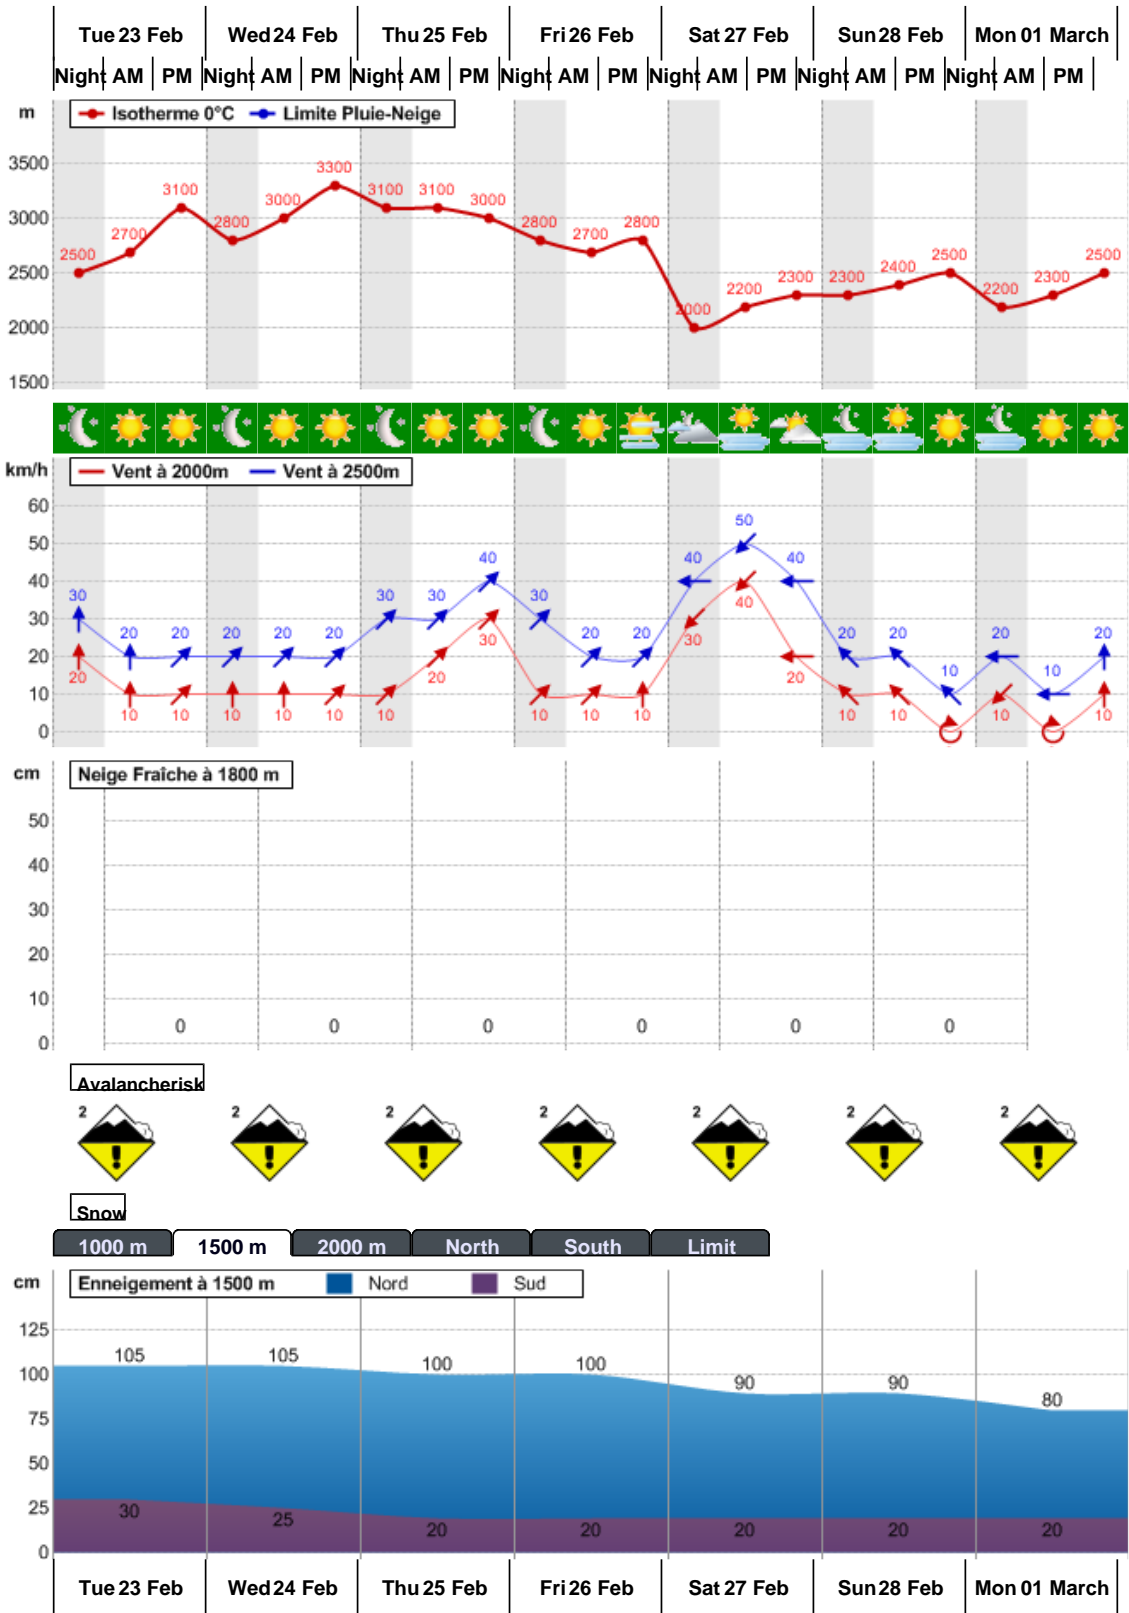 Tue 23 Feb Wed 24 Feb Thu 25 Feb Fri 26 Feb Sat 27 Feb Sun 28 Feb Mon 01 March
Night AM PM Night AM PM Night AM PM Night AM PM Night AM PM Night AM PM Night AM PM
m Isotherme 0°C Limite Pluie-Neige
3500
3300
3100 3000 3100 3100 3000
3000
2700 2800 2800 2700 2800
2500 2500 2500
2500
2200 2300 2300 2400 2200 2300
2000
2000
1500
km/h Vent à 2000m Vent à 2500m
60
50
50
40 40 40
40
30 30 30 30 40
30
20 20 20 20 20 30 30 20 20 20 20 20
20
20 20 20 10 10
10
10 10 10 10 10 10 10 10 10 10 10 10 10
0
cm Neige Fraîche à 1800 m
50
40
30
20
10
0 0 0 0 0 0
0
Avalancherisk
2 2 2 2 2 2 2
Snow
1000 m 1500 m 2000 m North South Limit
cm Enneigement à 1500 m Nord Sud
125
105 105 100 100
100
90 90 80
75
50
25
30 25 20 20 20 20 20
0
Tue 23 Feb Wed 24 Feb Thu 25 Feb Fri 26 Feb Sat 27 Feb Sun 28 Feb Mon 01 March